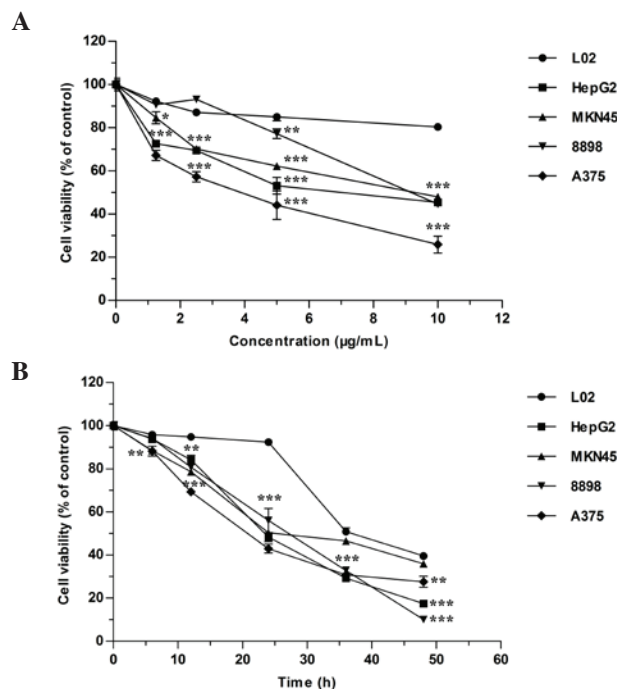 A
120
100
80
60
40
20
0
Cell viability (% of control)
*
***
***
***
**
***
***
***
***
***
0 2 4 6 8 10 12
Concentration (µg/mL)
L02
HepG2
MKN45
8898
A375
B
120
100
80
60
40
20
0
Cell viability (% of control)
**
**
***
***
***
**
***
***
0 10 20 30 40 50 60
Time (h)
L02
HepG2
MKN45
8898
A375